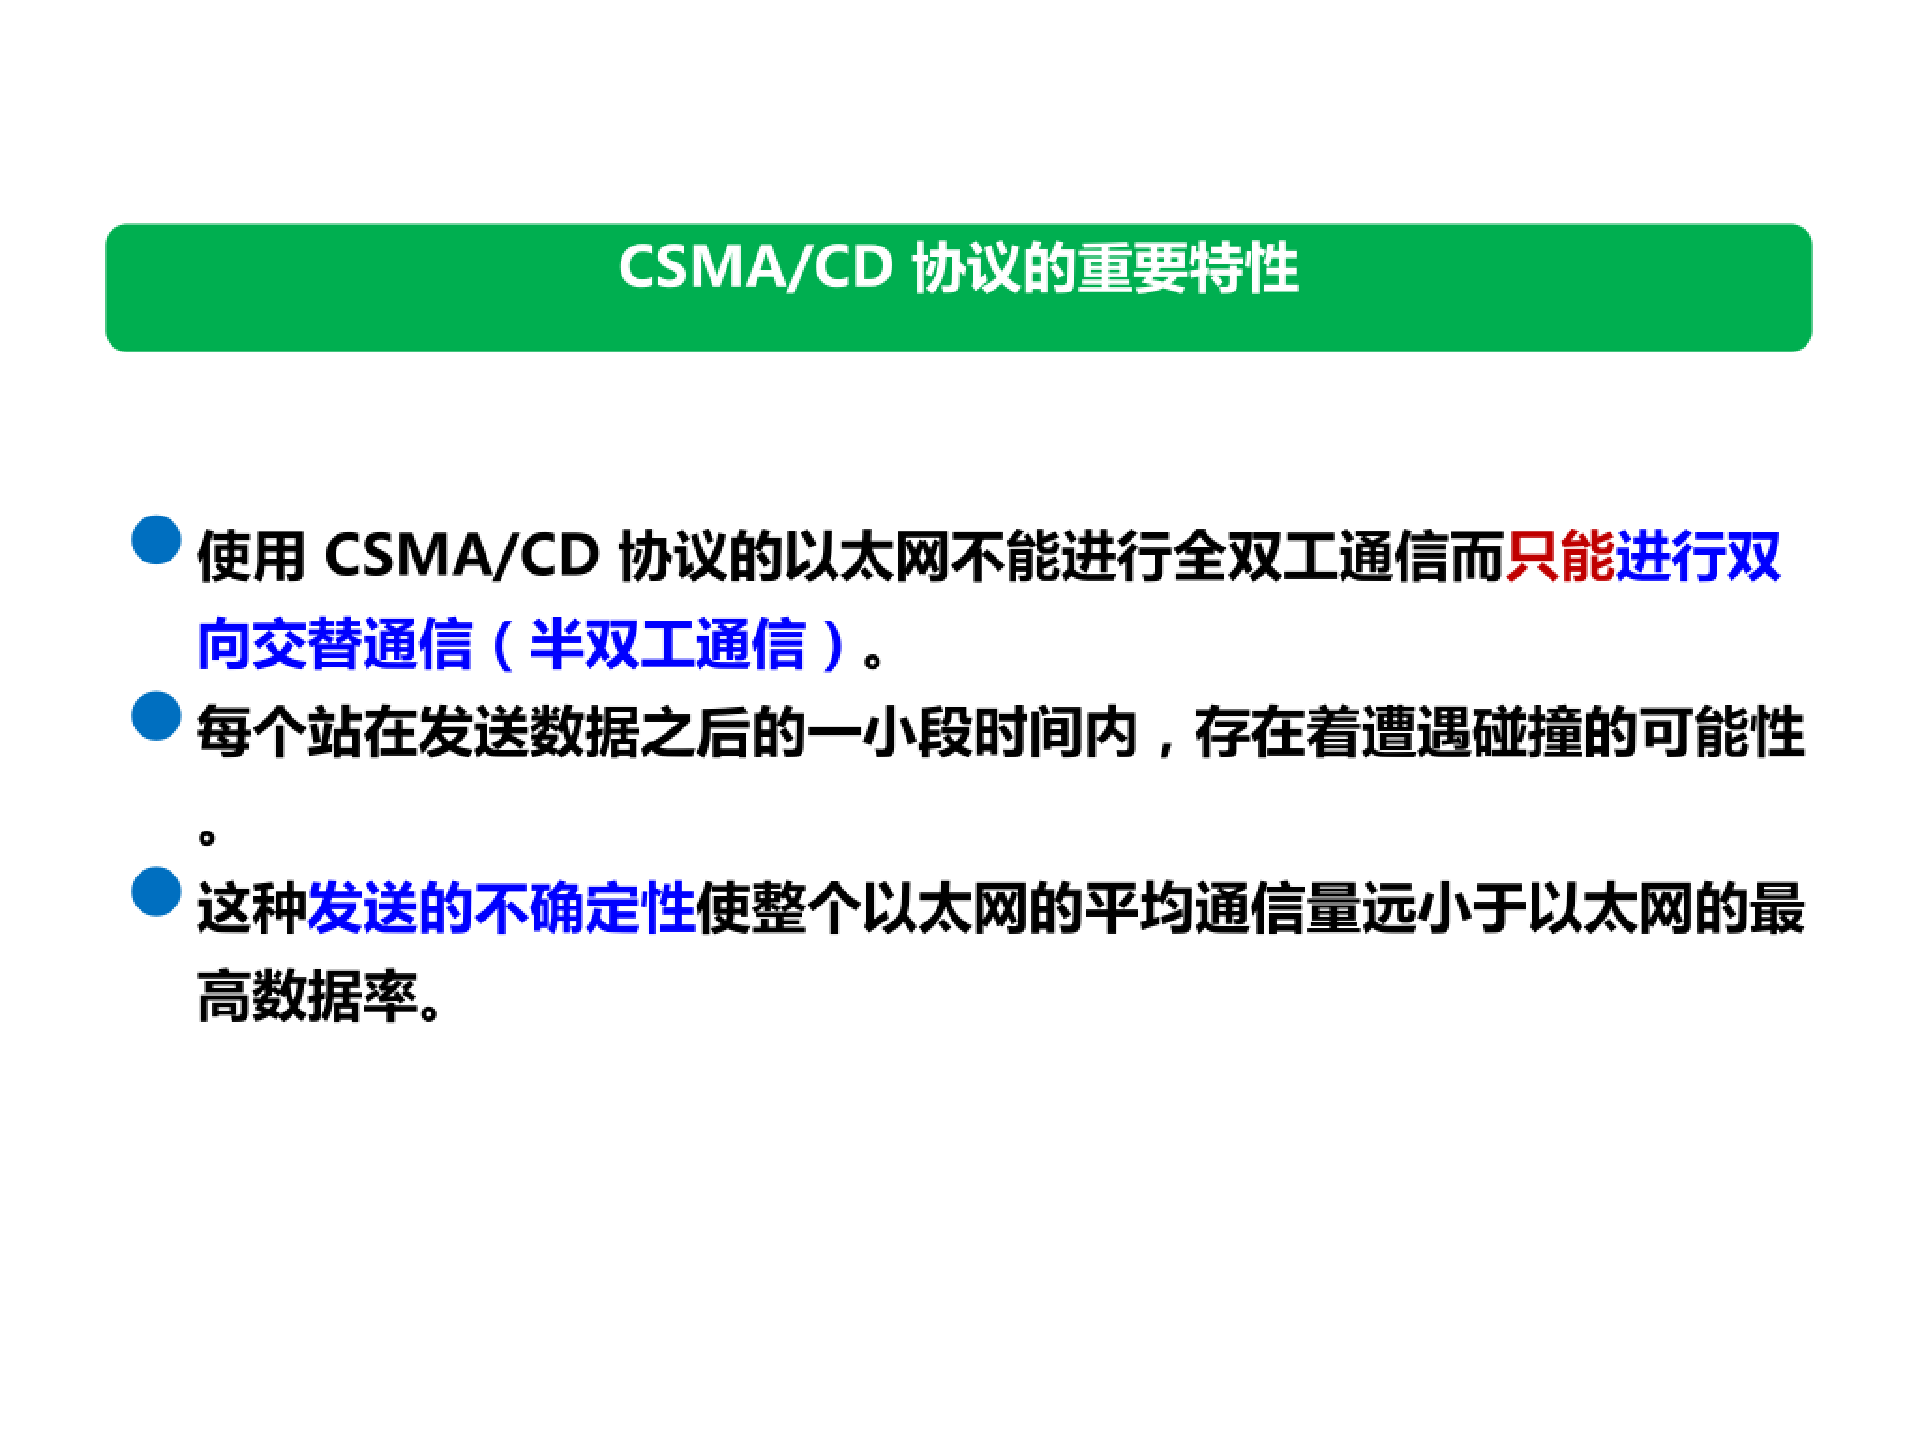 CSMA/CD 协议的重要特性
使用 CSMA/CD 协议的以太网不能进行全双工通信而只能进行双
向交替通信（半双工通信）。
每个站在发送数据之后的一小段时间内，存在着遭遇碰撞的可能性
。
这种发送的不确定性使整个以太网的平均通信量远小于以太网的最
高数据率。